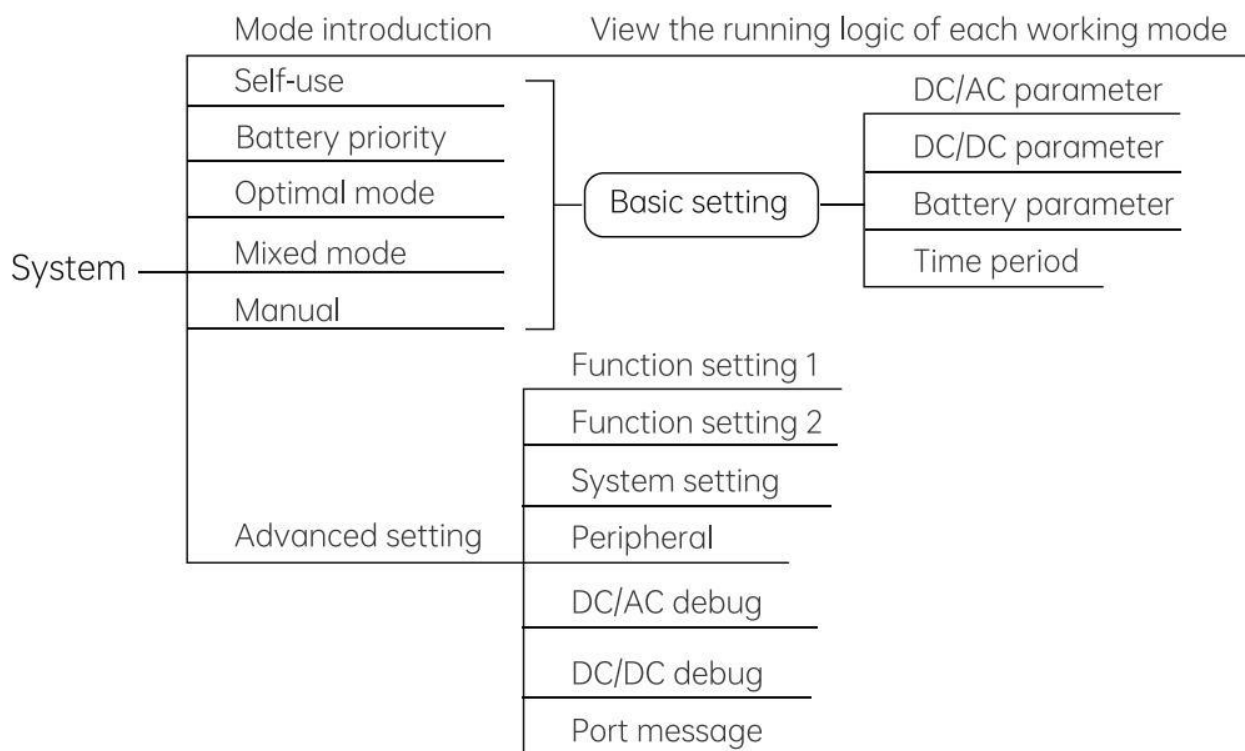 Mode introduction View the running logic of each working mode
Self-use
Battery priority
Optimal mode
Mixed mode
Manual
System
Basic setting
DC/AC parameter
DC/DC parameter
Battery parameter
Time period
Advanced setting
Function setting 1
Function setting 2
System setting
Peripheral
DC/AC debug
DC/DC debug
Port message